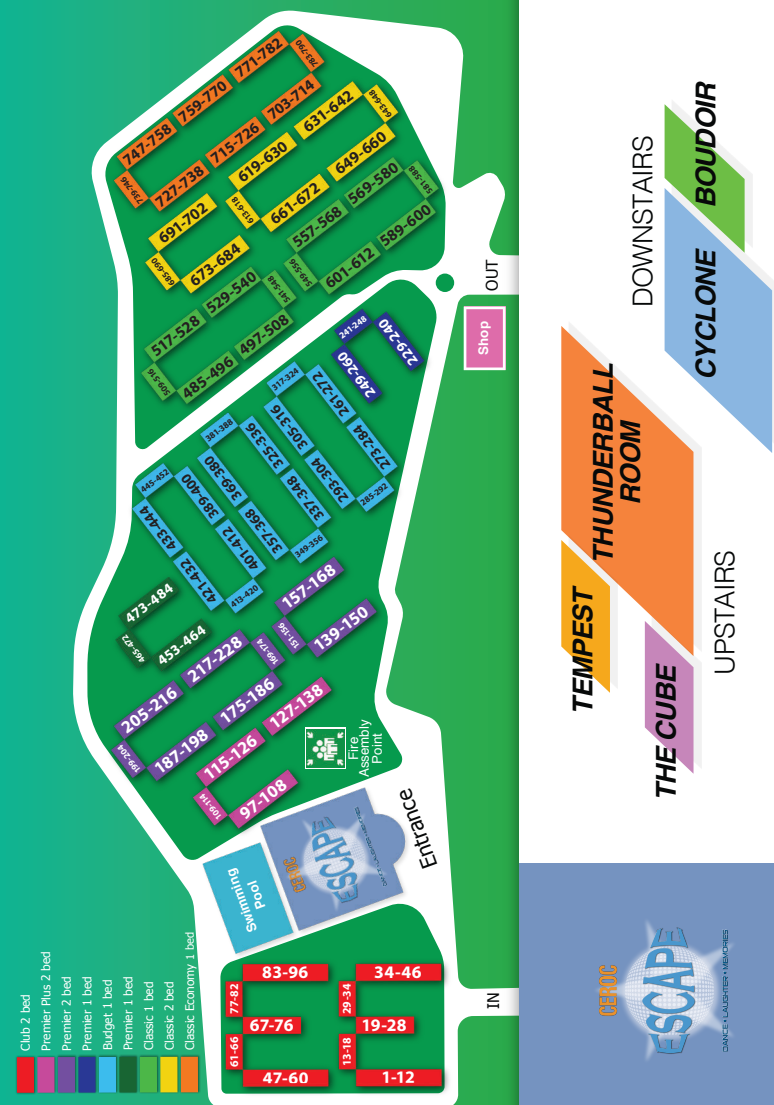 Club 2 bed
Premier Plus 2 bed
Premier 2 bed
Premier 1 bed
Budget 1 bed
Premier 1 bed
Classic 1 bed
Classic 2 bed
Classic Economy 1 bed
47-60
61-66
67-76
77-82
83-96
1-12
13-18
19-28
29-34
34-46
IN
Swimming
Pool
CEROC
ESCAPE
DANCE • LAUGHTER • MEMORIES
Entrance
Fire
Assembly
Point
97-108
109-114
115-126
127-138
139-150
151-156
157-168
169-174
175-186
187-198
199-204
205-216
217-228
453-464
465-472
473-484
413-420
421-432
433-444
445-452
401-412
389-400
349-356
357-368
369-380
381-388
337-348
325-336
285-292
293-304
305-316
317-324
273-284
261-272
249-260
241-248
229-240
Shop
OUT
485-496
509-516
517-528
497-508
529-540
541-548
549-556
557-568
569-580
581-588
601-612
589-600
673-684
685-690
691-702
661-672
613-618
619-630
649-660
631-642
643-648
727-738
739-746
747-758
715-726
759-770
703-714
771-782
783-790
CEROC
ESCAPE
DANCE • LAUGHTER • MEMORIES
TEMPEST
THE CUBE
THUNDERBALL
ROOM
UPSTAIRS
DOWNSTAIRS
CYCLONE
BOUDOIR